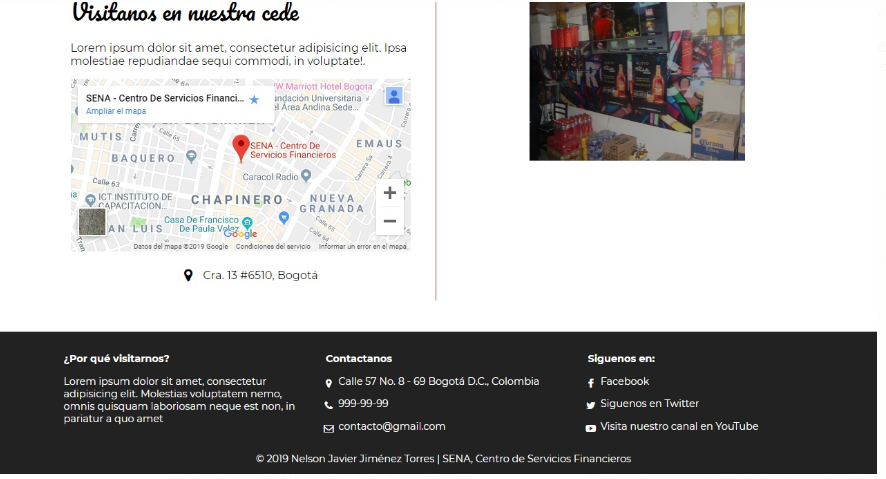 Visitanos en nuestra cede
Lorem ipsum dolor sit amet, consectetur adipisicing elit. Ipsa
molestiae repudiandae sequi commodi, in voluptate!.
JW Marriott Hotel Bogota
SENA - Centro De Servicios Financi...
Ampliar el mapa
Fundación Universitaria
del Área Andina Sede...
Calle 65
MUTIS
EMAUS
BAQUERO
SENA - Centro De
Servicios Financieros
Caracol Radio
Calle 63
ICT INSTITUTO DE
CAPACITACION...
CHAPINERO
NUEVA
GRANADA
SAN LUIS
Casa De Francisco
De Paula Velez
Google
Datos del mapa ©2019 Google Condiciones del servicio Informar un error en el mapa
Cra. 13 #6510, Bogotá
Corona
¿Por qué visitarnos?
Lorem ipsum dolor sit amet, consectetur
adipisicing elit. Molestias voluptatem nemo,
omnis quisquam laboriosam neque est non, in
pariatur a quo amet
Contactanos
Calle 57 No. 8 - 69 Bogotá D.C., Colombia
999-99-99
contacto@gmail.com
Siguenos en:
Facebook
Siguenos en Twitter
Visita nuestro canal en YouTube
© 2019 Nelson Javier Jiménez Torres | SENA, Centro de Servicios Financieros